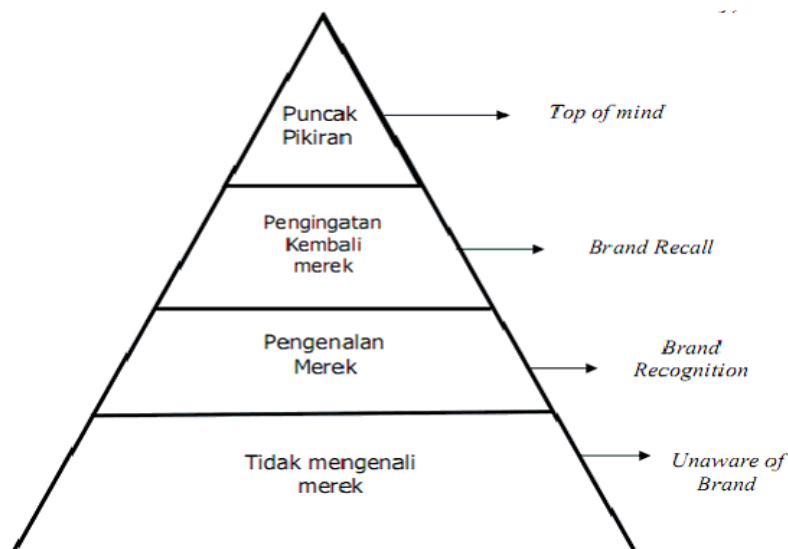 Puncak
Pikiran
Top of mind
Pengingatan
Kembali
merek
Brand Recall
Pengenalan
Merek
Brand
Recognition
Tidak mengenali
merek
Unaware of
Brand